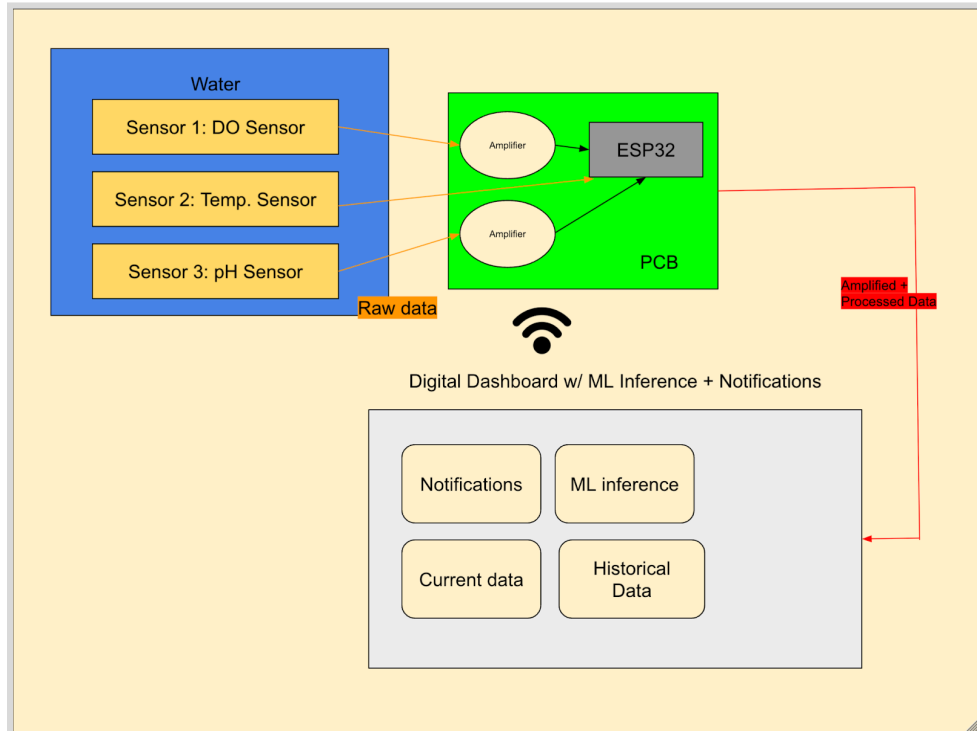 Water
Sensor 1: DO Sensor
Sensor 2: Temp. Sensor
Sensor 3: pH Sensor
Raw data
Amplifier
Amplifier
ESP32
PCB
Amplified +
Processed Data
Digital Dashboard w/ ML Inference + Notifications
Notifications
ML inference
Current data
Historical
Data